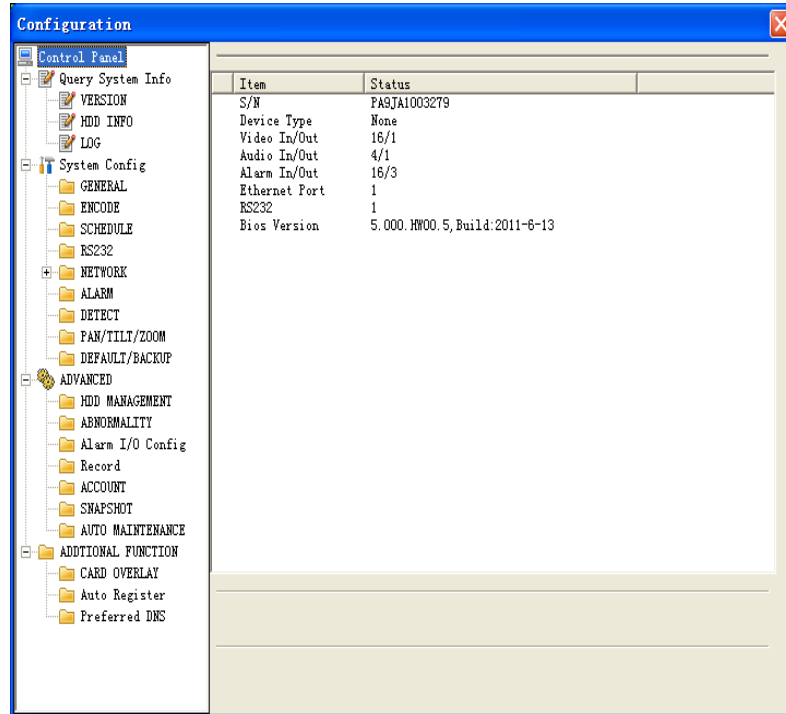 Configuration
Control Panel
Query System Info
VERSION
HDD INFO
LOG
System Config
GENERAL
ENCODE
SCHEDULE
RS232
NETWORK
ALARM
DETECT
PAN/TILT/ZOOM
DEFAULT/BACKUP
ADVANCED
HDD MANAGEMENT
ABNORMALITY
Alarm I/O Config
Record
ACCOUNT
SNAPSHOT
AUTO MAINTENANCE
ADDTIONAL FUNCTION
CARD OVERLAY
Auto Register
Preferred DNS
Item Status
S/N PA9JA1003279
Device Type None
Video In/Out 16/1
Audio In/Out 4/1
Alarm In/Out 16/3
Ethernet Port 1
RS232 1
Bios Version 5.000.HW00.5,Build:2011-6-13